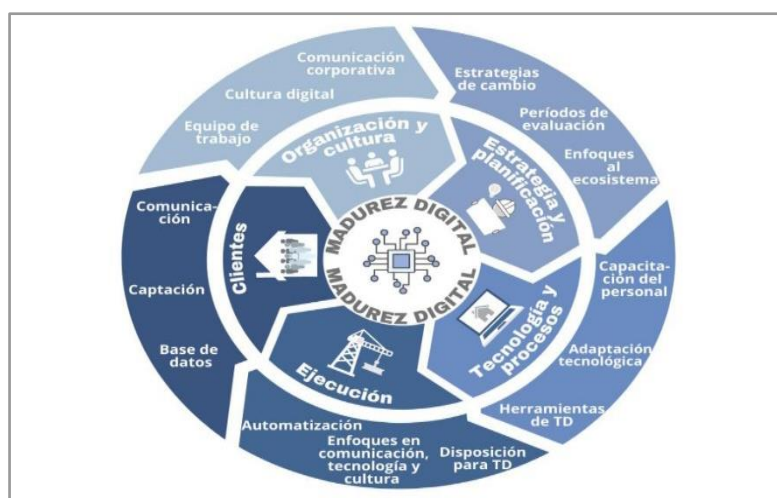 Comunicación
corporativa
Cultura digital
Equipo de
trabajo
Organización y
cultura
Estrategias
de cambio
Períodos de
evaluación
Enfoques
al
ecosistema
Estrategia y
planificación
Capacita-
ción del
personal
Adaptación
tecnológica
Herramientas
de TD
Tecnología y
procesos
Disposición
para TD
Enfoques en
comunicación,
tecnología y
cultura
Automatización
Ejecución
Base de
datos
Captación
Comunica-
ción
Clientes
MADUREZ DIGITAL
MADUREZ DIGITAL